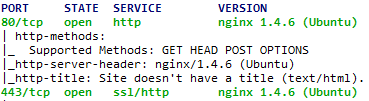 PORT STATE SERVICE VERSION
80/tcp open http nginx 1.4.6 (Ubuntu)
| http-methods:
|_ Supported Methods: GET HEAD POST OPTIONS
|_http-server-header: nginx/1.4.6 (Ubuntu)
|_http-title: Site doesn't have a title (text/html).
443/tcp open ssl/http nginx 1.4.6 (Ubuntu)